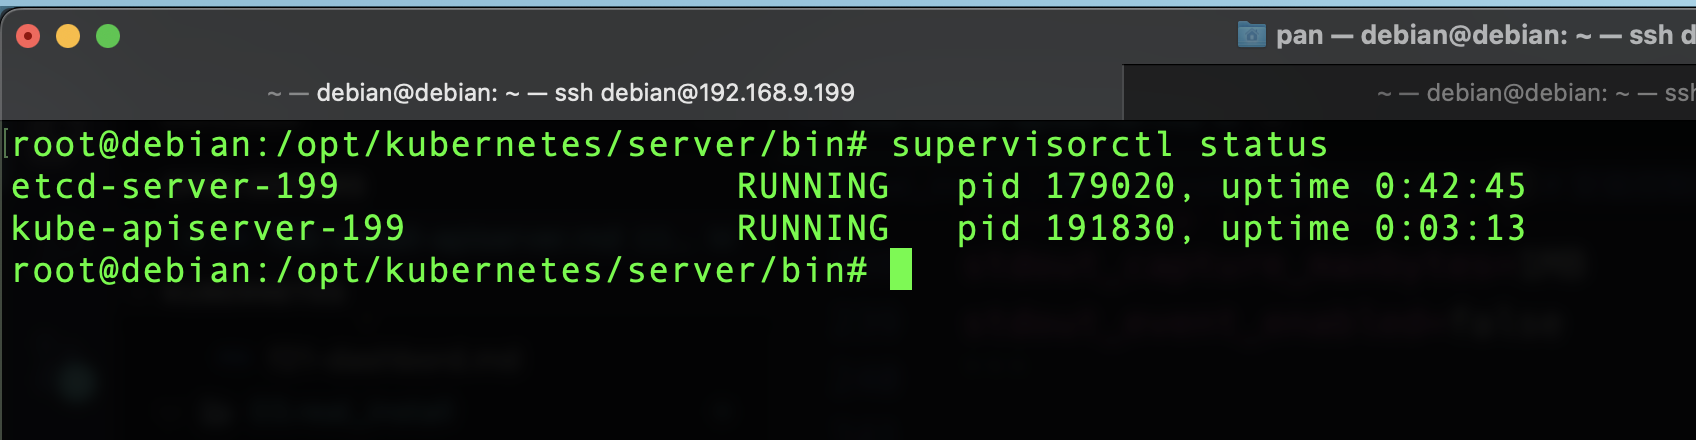 pan — debian@debian: ~ — ssh d
~ — debian@debian: ~ — ssh debian@192.168.9.199
~ — debian@debian: ~ — ssh
[root@debian:/opt/kubernetes/server/bin# supervisorctl status
etcd-server-199 RUNNING pid 179020, uptime 0:42:45
kube-apiserver-199 RUNNING pid 191830, uptime 0:03:13
root@debian:/opt/kubernetes/server/bin#